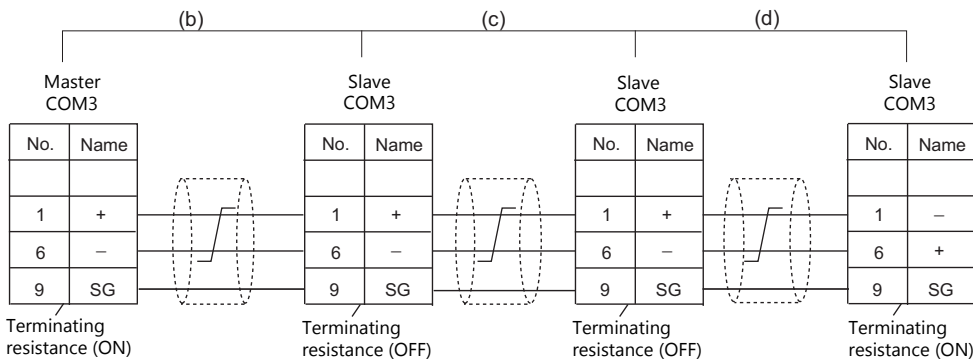 (b) (c) (d)
Master
COM3
Slave
COM3
Slave
COM3
Slave
COM3
No. Name
1 +
6 −
9 SG
Terminating
resistance (ON)
No. Name
1 +
6 −
9 SG
Terminating
resistance (OFF)
No. Name
1 +
6 −
9 SG
Terminating
resistance (OFF)
No. Name
1 −
6 +
9 SG
Terminating
resistance (ON)